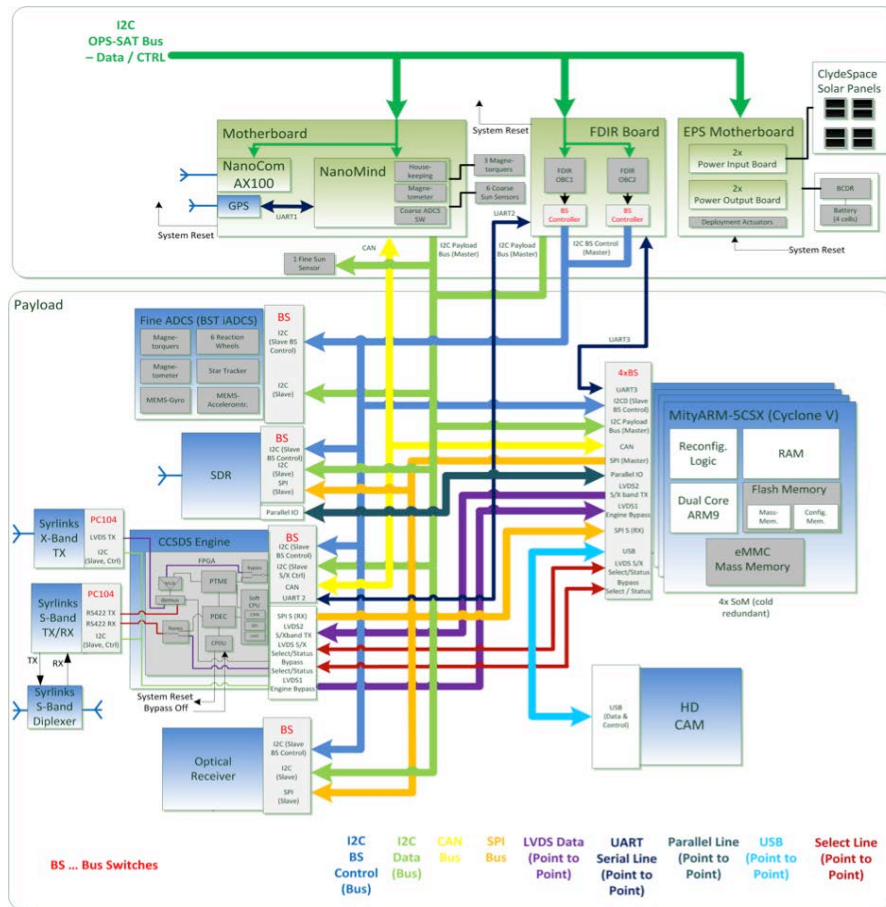 I2C
OPS-SAT Bus
– Data / CTRL
ClydeSpace
Solar Panels
System Reset
Motherboard
NanoCom
AX100
GPS
UART1
System Reset
NanoMind
House-
keeping
Magne-
tometer
Coarse ADCS
SW
3 Magne-
torquers
6 Coarse
Sun Sensors
FDIR Board
FDIR
OBC1
FDIR
OBC2
BS
Controller
BS
Controller
UART2
EPS Motherboard
2x
Power Input Board
2x
Power Output Board
Deployment Actuators
BCDR
Battery
(4 cells)
System Reset
CAN
I2C Payload
Bus (Master)
I2C Payload
Bus (Master)
I2C BS Control
(Master)
1 Fine Sun
Sensor
Payload
Fine ADCS (BST iADCS)
Magne-
torquers
6 Reaction
Wheels
Magne-
tometer
Star Tracker
MEMS-Gyro
MEMS-
Acceleromtr.
BS
I2C
(Slave BS
Control)
I2C
(Slave)
UART3
SDR
BS
I2C (Slave
BS Control)
I2C
(Slave)
SPI
(Slave)
Parallel IO
4xBS
UART3
I2C0 (Slave
BS Control)
I2C Payload
Bus (Master)
CAN
SPI (Master)
Parallel IO
LVDS2
S/X band TX
LVDS1
Engine Bypass
SPI S (RX)
USB
LVDS S/X
Select/Status
Bypass
Select / Status
MityARM-5CSX (Cyclone V)
Reconfig.
Logic
RAM
Dual Core
ARM9
Flash Memory
Mass-
Mem.
Config.
Mem.
eMMC
Mass Memory
4x SoM (cold
redundant)
Syrlinks
X-Band
TX
PC104
LVDS TX
I2C
(Slave, Ctrl)
Syrlinks
S-Band
TX/RX
PC104
RS422 TX
RS422 RX
I2C
(Slave, Ctrl)
TX
RX
Syrlinks
S-Band
Diplexer
CCSDS Engine
FPGA
PTME
PDEC
CPDU
Soft
CPU
BS
I2C (Slave
BS Control)
I2C (Slave
S/X Ctrl)
CAN
UART 2
SPI S (RX)
LVDS2
S/Xband TX
LVDS S/X
Select/Status
Bypass
Select/Status
LVDS1
Engine Bypass
System Reset
Bypass Off
Optical
Receiver
BS
I2C (Slave
BS Control)
I2C
(Slave)
SPI
(Slave)
USB
(Data &
Control)
HD
CAM
BS ... Bus Switches
I2C
BS
Control
(Bus)
I2C
Data
(Bus)
CAN
Bus
SPI
Bus
LVDS Data
(Point to
Point)
UART
Serial Line
(Point to
Point)
Parallel Line
(Point to
Point)
USB
(Point to
Point)
Select Line
(Point to
Point)